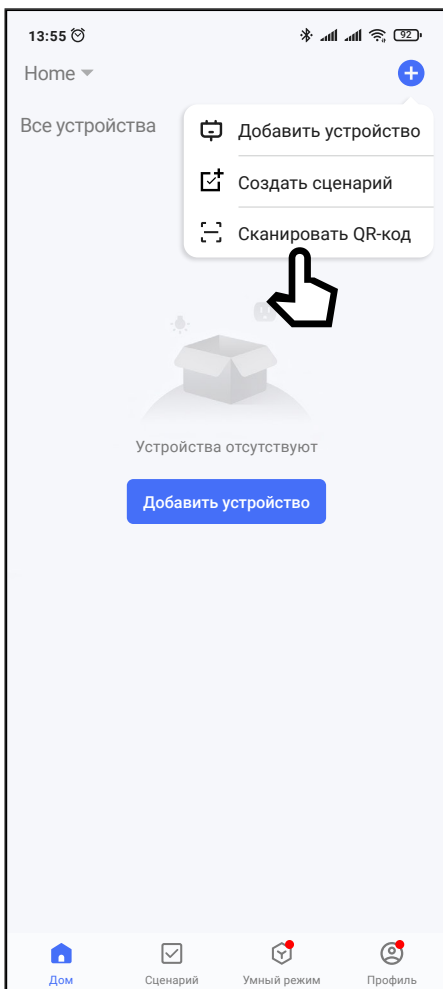 13:55
92
Home
Все устройства
Добавить устройство
Создать сценарий
Сканировать QR-код
Устройства отсутствуют
Добавить устройство
Дом
Сценарий
Умный режим
Профиль